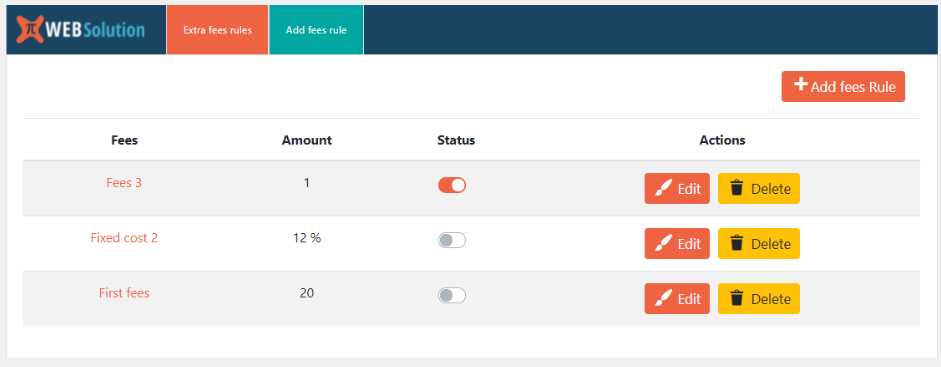 π WEBSolution Extra fees rules Add fees rule
Add fees Rule
Fees Amount Status Actions
Fees 3 1 Edit Delete
Fixed cost 2 12 % Edit Delete
First fees 20 Edit Delete